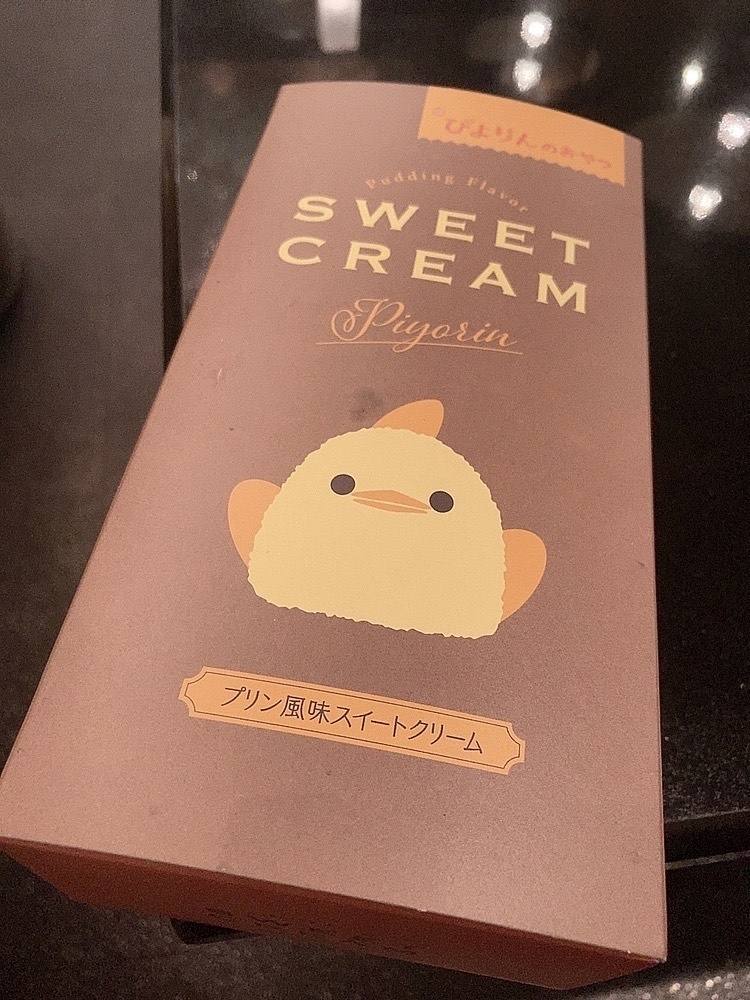 ぴよりんのおやつ
Pudding Flavor
SWEET
CREAM
Piyorin
プリン風味スイートクリーム